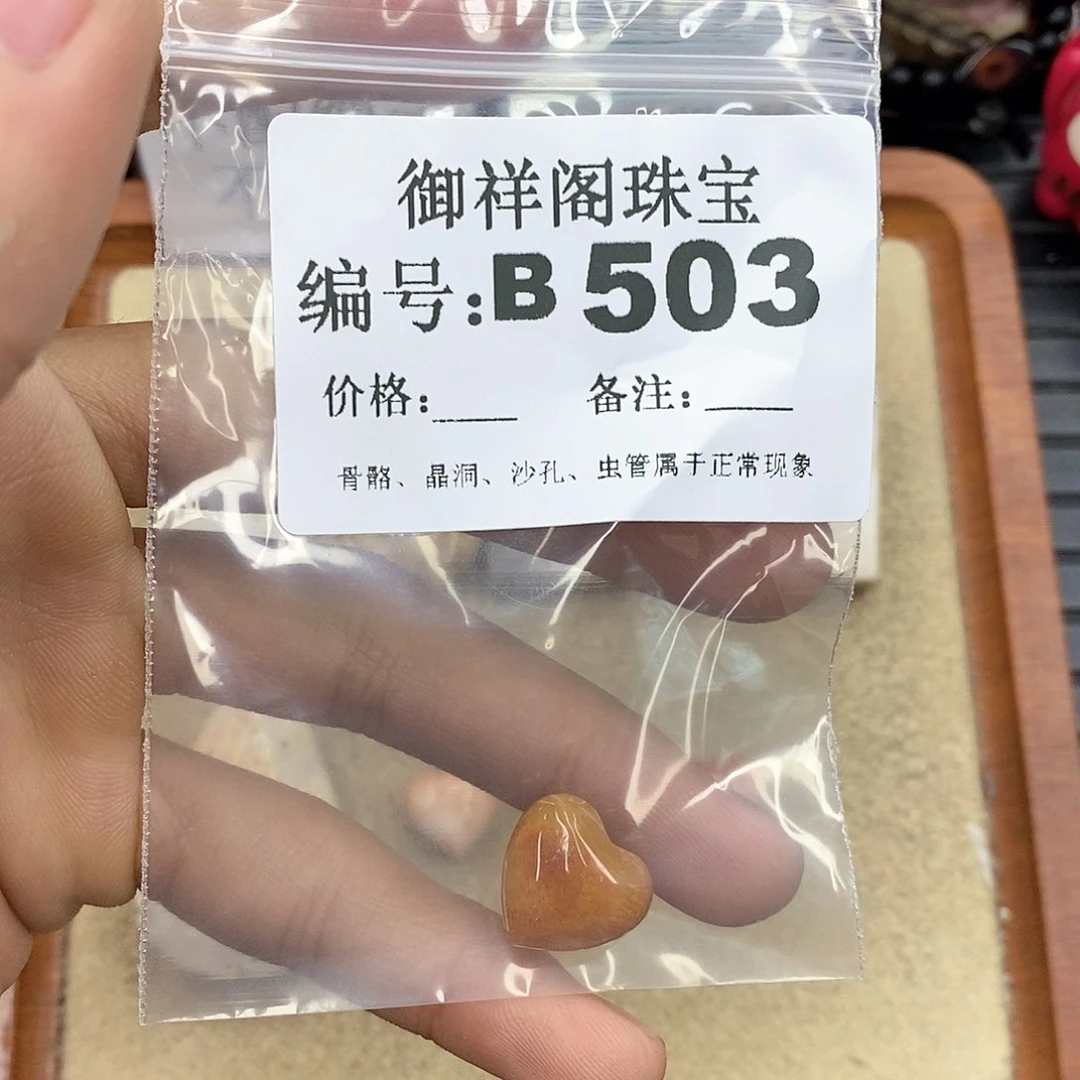 御祥阁珠宝
编号:B 503
价格:____ 备注:____
骨骼、晶洞、沙孔、虫管属于正常现象